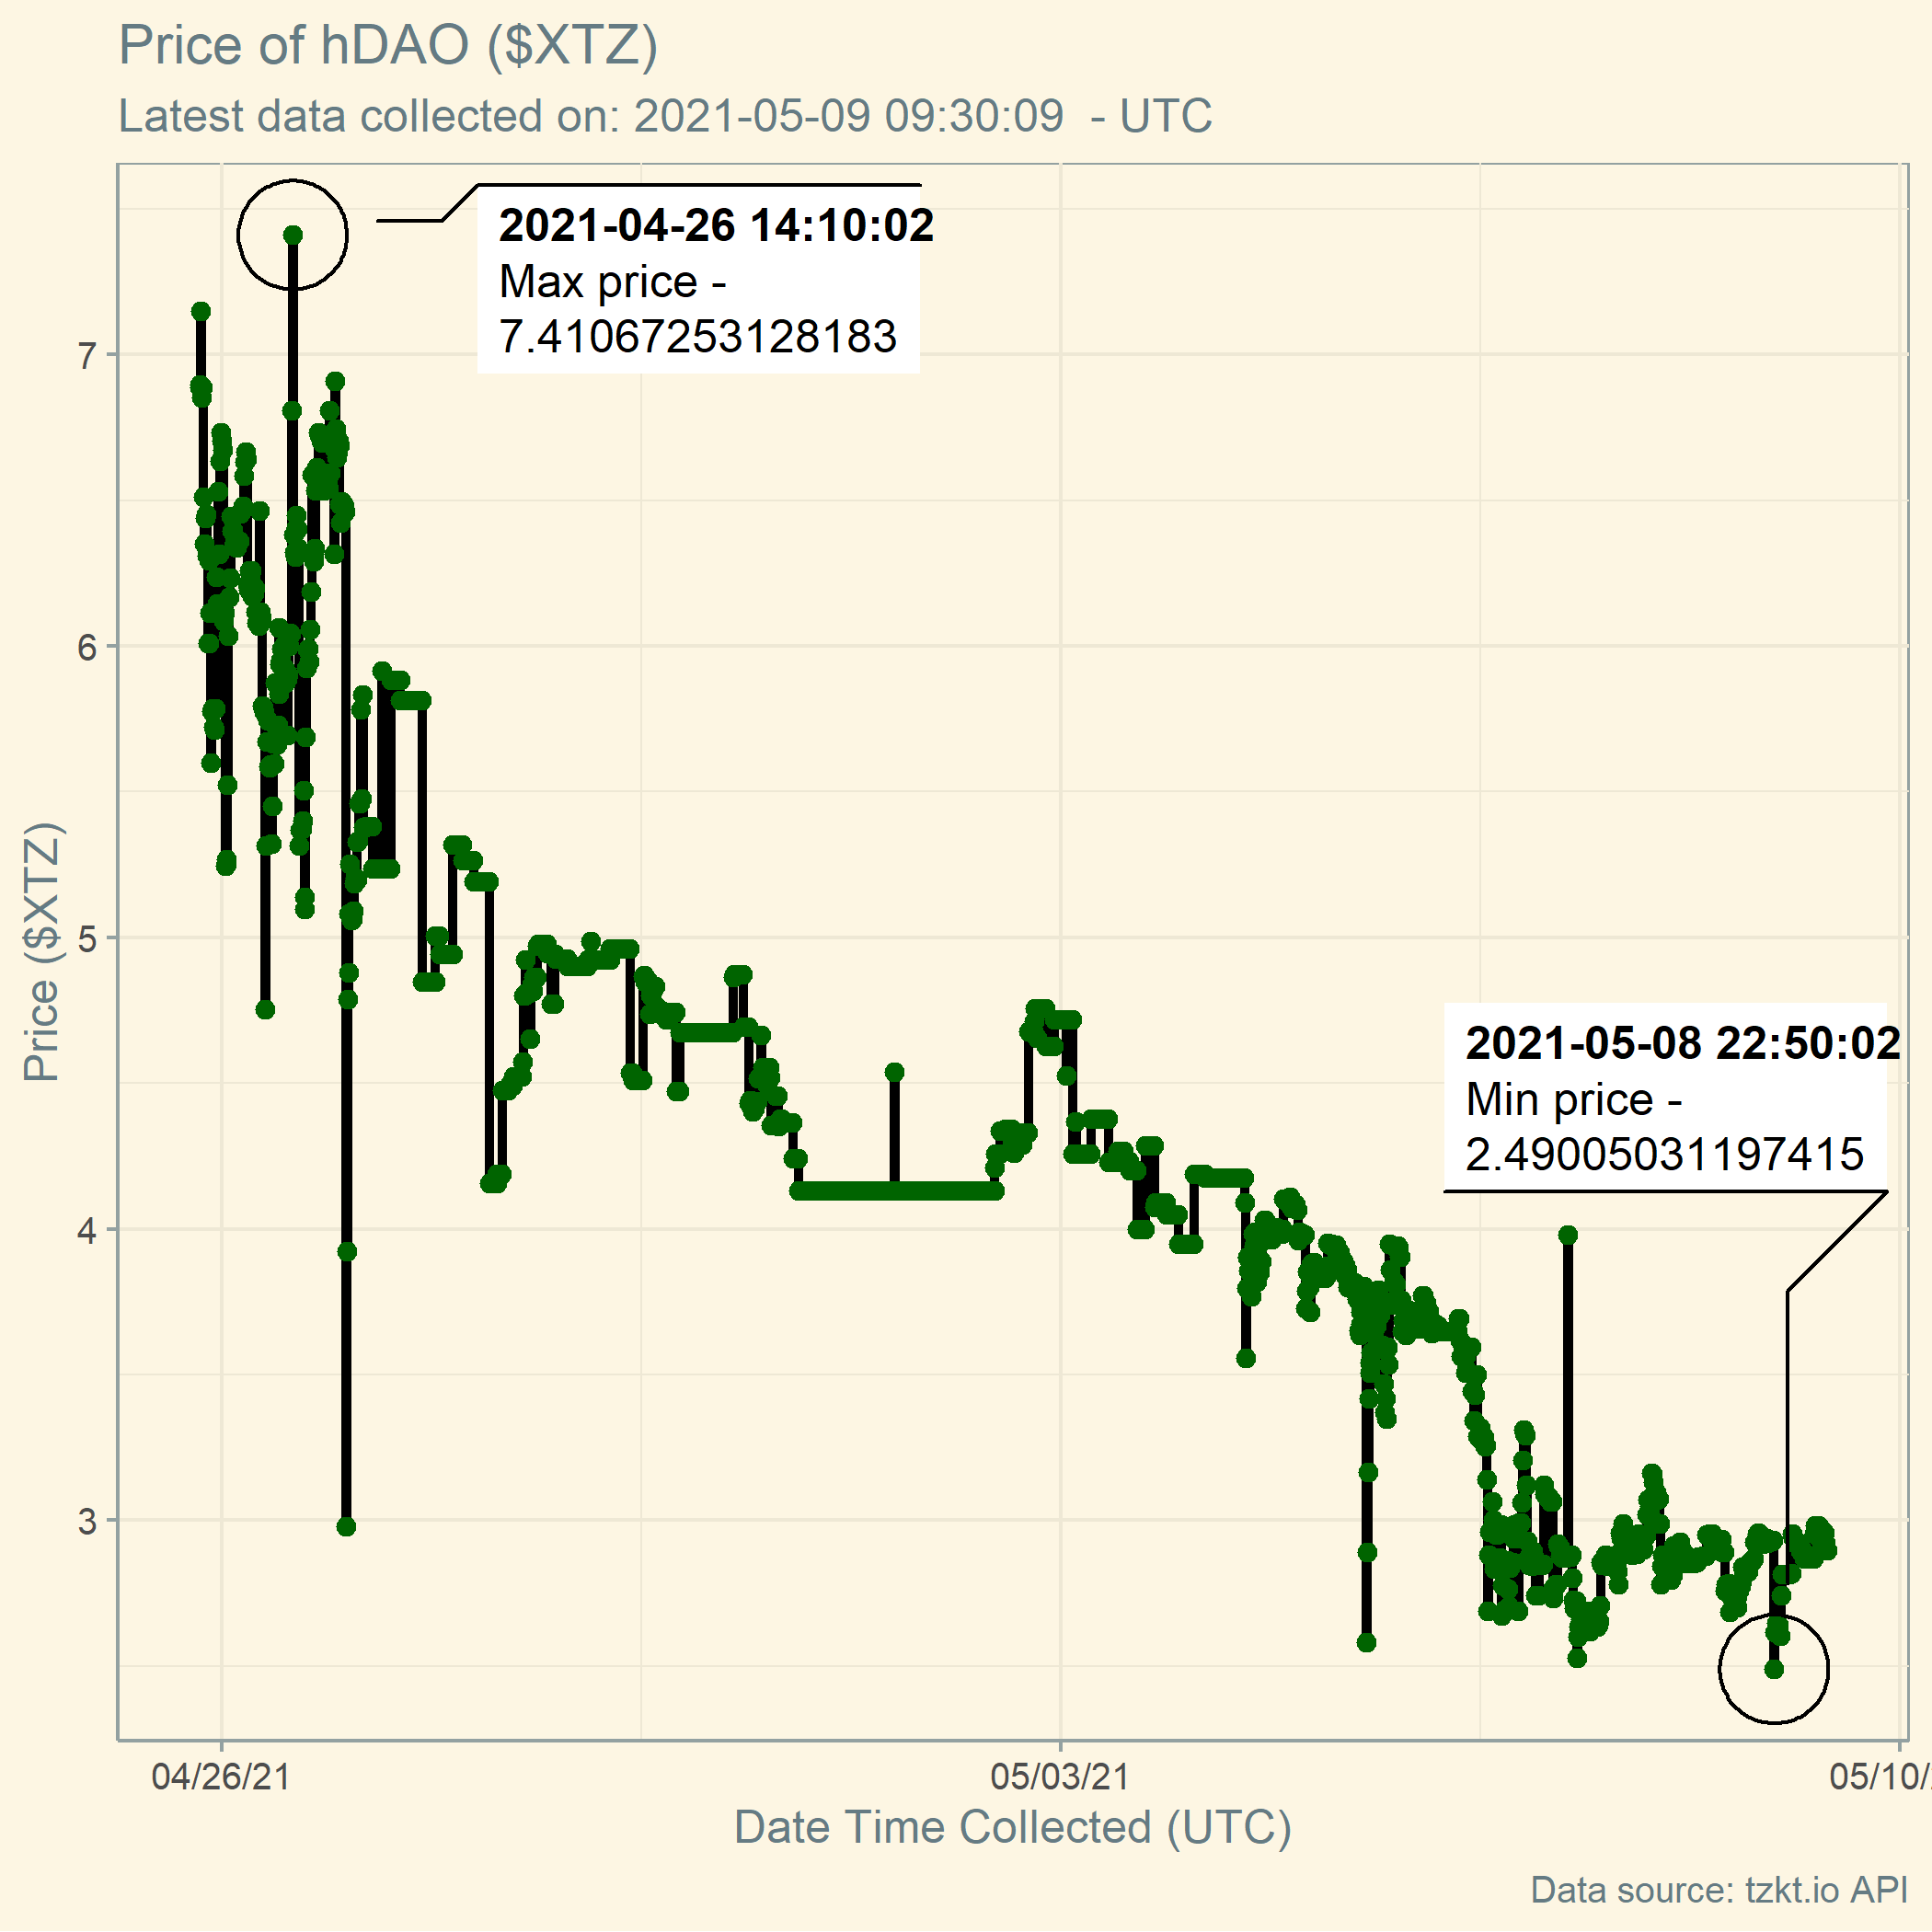 Price of hDAO ($XTZ)
Latest data collected on: 2021-05-09 09:30:09  - UTC
2021-04-26 14:10:02
Max price -
7.41067253128183
7
6
5
4
3
Price ($XTZ)
2021-05-08 22:50:02
Min price -
2.49005031197415
04/26/21
05/03/21
05/10/
Date Time Collected (UTC)
Data source: tzkt.io API